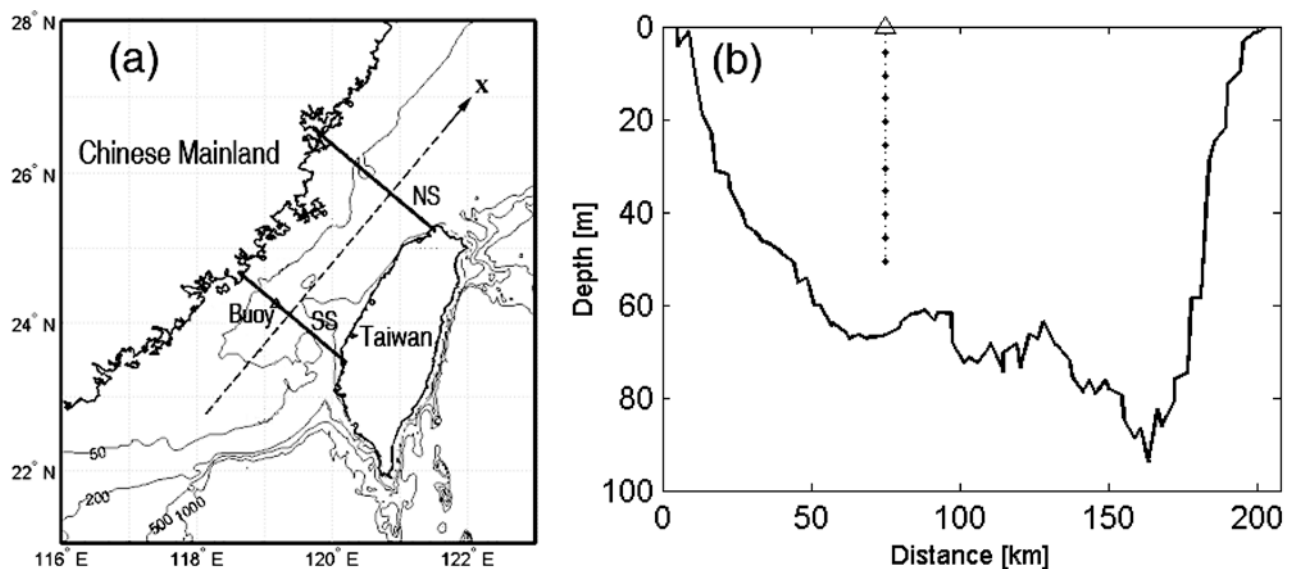 (a)
28° N
26° N
24° N
22° N
116° E
118° E
120° E
122° E
Chinese Mainland
x
NS
Buoy
SS
Taiwan
50
200
500
1000
(b)
0
20
40
60
80
100
Depth [m]
0
50
100
150
200
Distance [km]